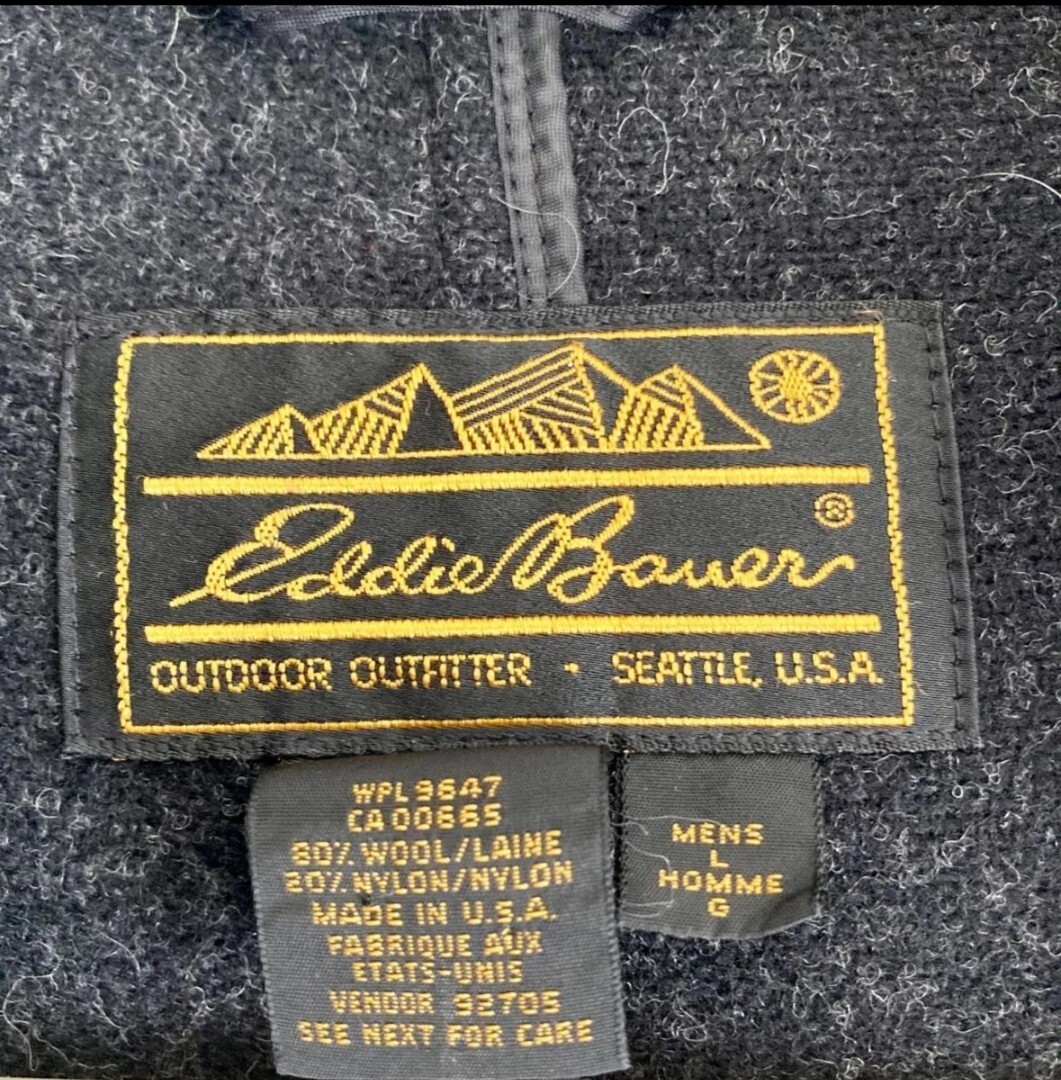 Eddie Bauer ®
OUTDOOR OUTFITTER · SEATTLE, U.S.A.
WPL 9647
CA 00665
80% WOOL/LAINE
20% NYLON/NYLON
MADE IN U.S.A.
FABRIQUE AUX
ETATS-UNIS
VENDOR 92705
SEE NEXT FOR CARE
MENS
L
HOMME
G